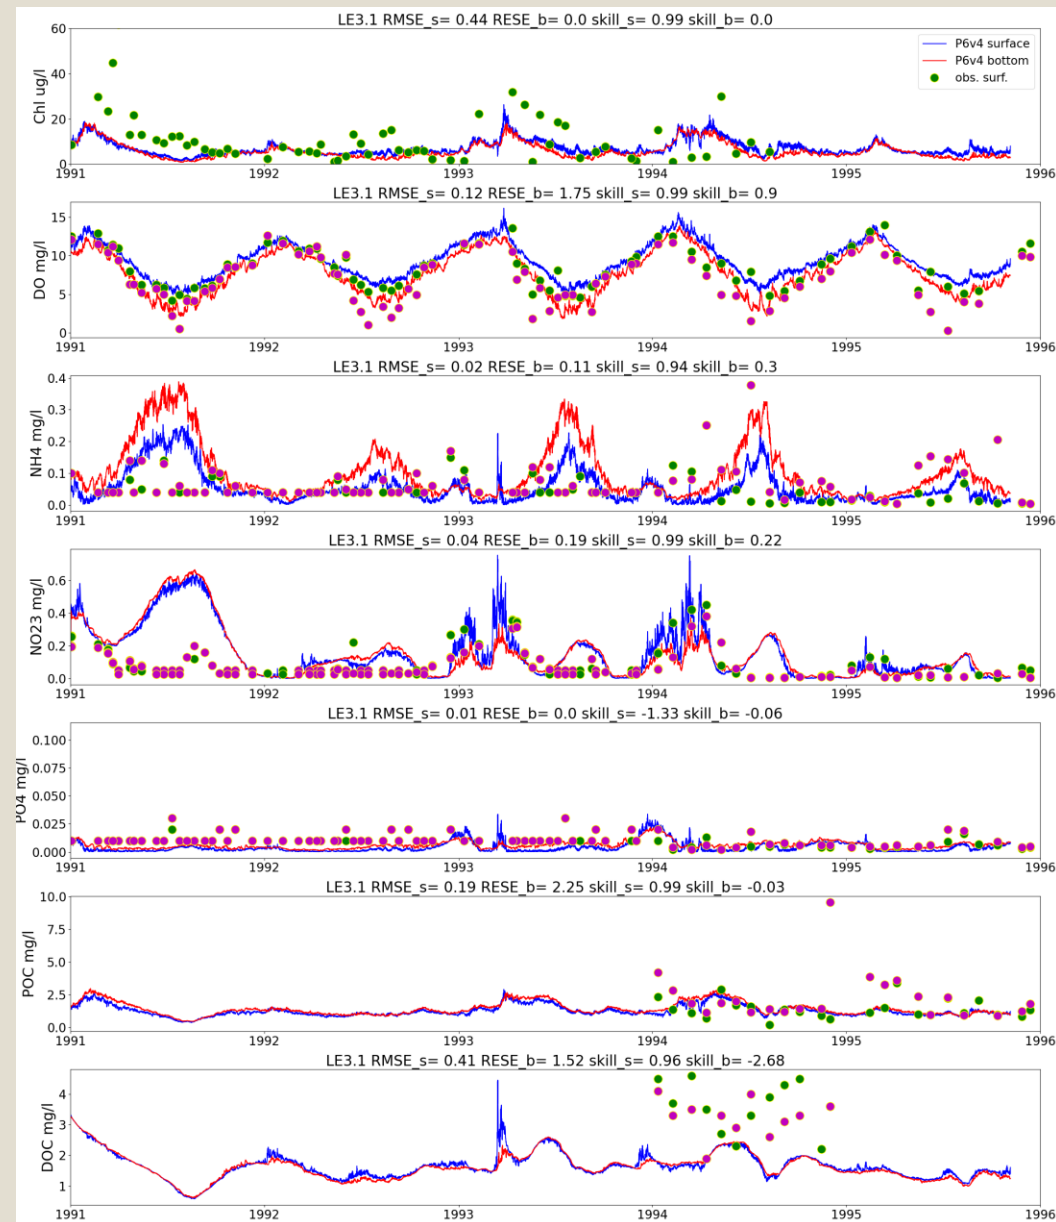 LE3.1 RMSE_s= 0.44 RESE_b= 0.0 skill_s= 0.99 skill_b= 0.0
Chl ug/l
60
40
20
0
P6v4 surface
P6v4 bottom
obs. surf.
1991 1992 1993 1994 1995 1996
LE3.1 RMSE_s= 0.12 RESE_b= 1.75 skill_s= 0.99 skill_b= 0.9
DO mg/l
15
10
5
0
1991 1992 1993 1994 1995 1996
LE3.1 RMSE_s= 0.02 RESE_b= 0.11 skill_s= 0.94 skill_b= 0.3
NH4 mg/l
0.4
0.3
0.2
0.1
0.0
1991 1992 1993 1994 1995 1996
LE3.1 RMSE_s= 0.04 RESE_b= 0.19 skill_s= 0.99 skill_b= 0.22
NO23 mg/l
0.6
0.4
0.2
0.0
1991 1992 1993 1994 1995 1996
LE3.1 RMSE_s= 0.01 RESE_b= 0.0 skill_s= -1.33 skill_b= -0.06
PO4 mg/l
0.100
0.075
0.050
0.025
0.000
1991 1992 1993 1994 1995 1996
LE3.1 RMSE_s= 0.19 RESE_b= 2.25 skill_s= 0.99 skill_b= -0.03
POC mg/l
10.0
7.5
5.0
2.5
0.0
1991 1992 1993 1994 1995 1996
LE3.1 RMSE_s= 0.41 RESE_b= 1.52 skill_s= 0.96 skill_b= -2.68
DOC mg/l
4
3
2
1
1991 1992 1993 1994 1995 1996